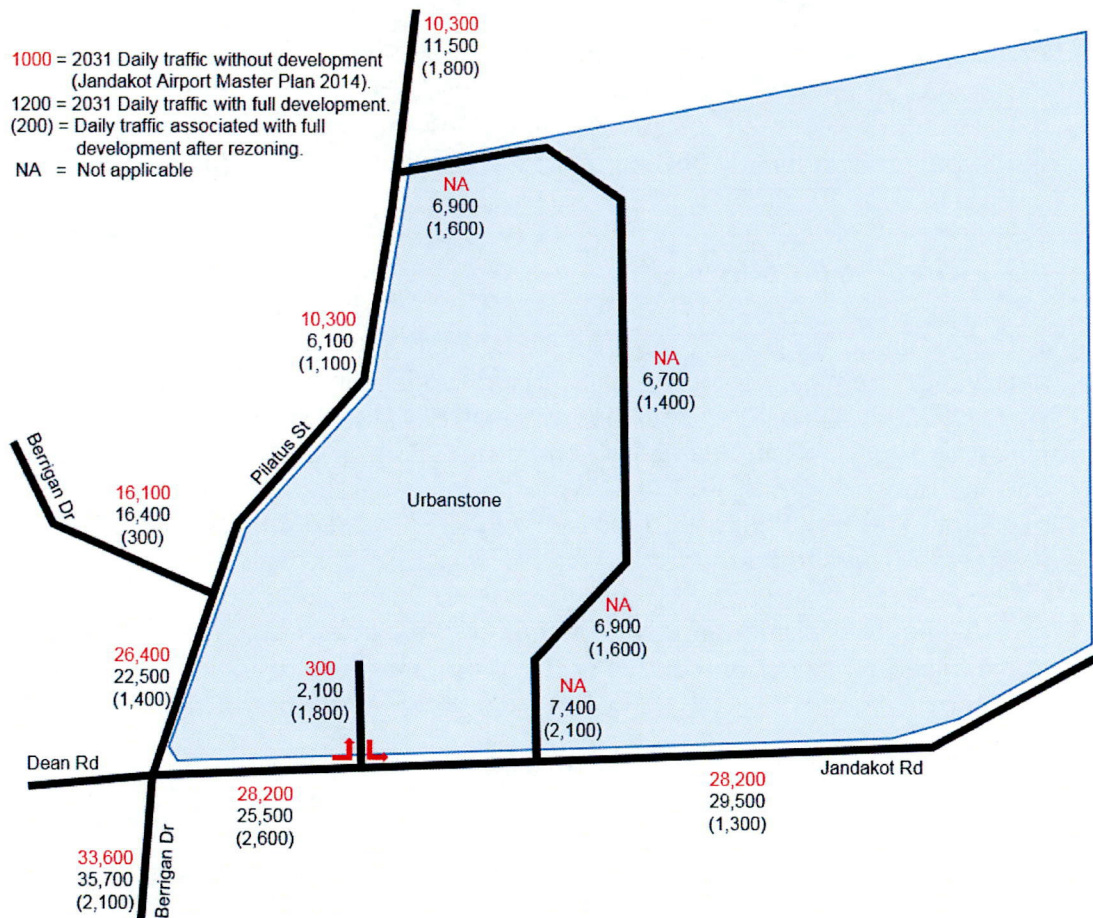 1000 = 2031 Daily traffic without development
(Jandakot Airport Master Plan 2014).
1200 = 2031 Daily traffic with full development.
(200) = Daily traffic associated with full
development after rezoning.
NA = Not applicable
10,300
11,500
(1,800)
NA
6,900
(1,600)
10,300
6,100
(1,100)
NA
6,700
(1,400)
Pilatus St
Berrigan Dr
16,100
16,400
(300)
Urbanstone
NA
6,900
(1,600)
26,400
22,500
(1,400)
300
2,100
(1,800)
NA
7,400
(2,100)
Dean Rd
Jandakot Rd
28,200
25,500
(2,600)
28,200
29,500
(1,300)
33,600
35,700
(2,100)
Berrigan Dr